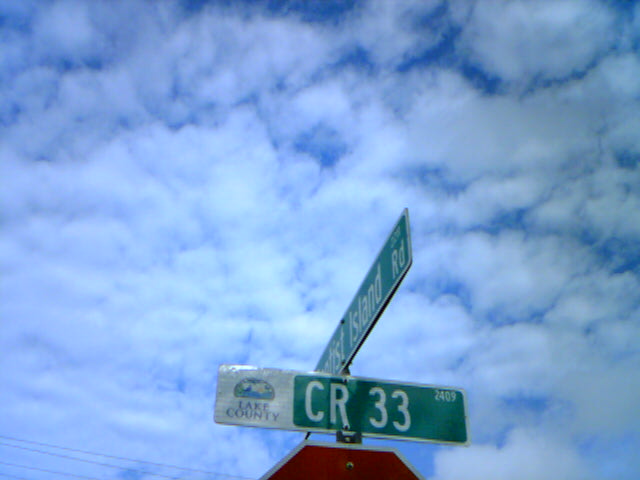 Island Rd
LAKE
COUNTY
CR 33
2409